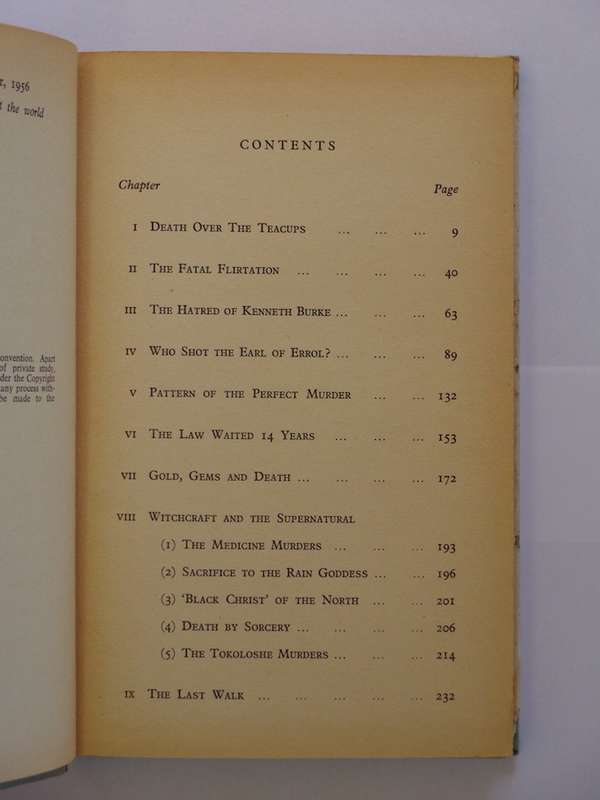 1956
the world
onvention. Apart
of private study,
der the Copyright
any process with-
be made to the
CONTENTS
Chapter Page
I DEATH OVER THE TEACUPS ... ... ... 9
II THE FATAL FLIRTATION ... ... ... ... 40
III THE HATRED OF KENNETH BURKE ... ... ... 63
IV WHO SHOT THE EARL OF ERROL? ... ... ... 89
V PATTERN OF THE PERFECT MURDER ... ... 132
VI THE LAW WAITED 14 YEARS ... ... ... 153
VII GOLD, GEMS AND DEATH ... ... ... ... 172
VIII WITCHCRAFT AND THE SUPERNATURAL
(1) THE MEDICINE MURDERS ... ... ... 193
(2) SACRIFICE TO THE RAIN GODDESS ... ... 196
(3) ‘BLACK CHRIST’ OF THE NORTH ... ... 201
(4) DEATH BY SORCERY ... ... ... ... 206
(5) THE TOKOLOSHE MURDERS ... ... ... 214
IX THE LAST WALK ... ... ... ... ... 232